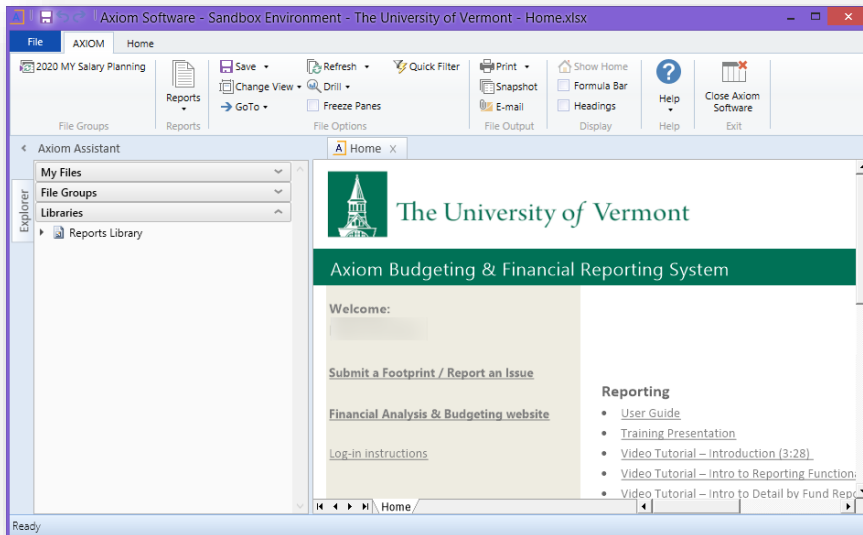 Axiom Software - Sandbox Environment - The University of Vermont - Home.xlsx
File AXIOM Home
2020 MY Salary Planning
File Groups
Reports
Reports
Save
Change View
GoTo
Refresh
Drill
Freeze Panes
Quick Filter
File Options
Print
Snapshot
E-mail
File Output
Show Home
Formula Bar
Headings
Display
Help
Help
Close Axiom
Software
Exit
Axiom Assistant
Explorer
My Files
File Groups
Libraries
Reports Library
A Home X
The University of Vermont
Axiom Budgeting & Financial Reporting System
Welcome:
Submit a Footprint / Report an Issue
Financial Analysis & Budgeting website
Log-in instructions
Reporting
• User Guide
• Training Presentation
• Video Tutorial – Introduction (3:28)
• Video Tutorial – Intro to Reporting Functiona
• Video Tutorial – Intro to Detail by Fund Repo
Home
Ready